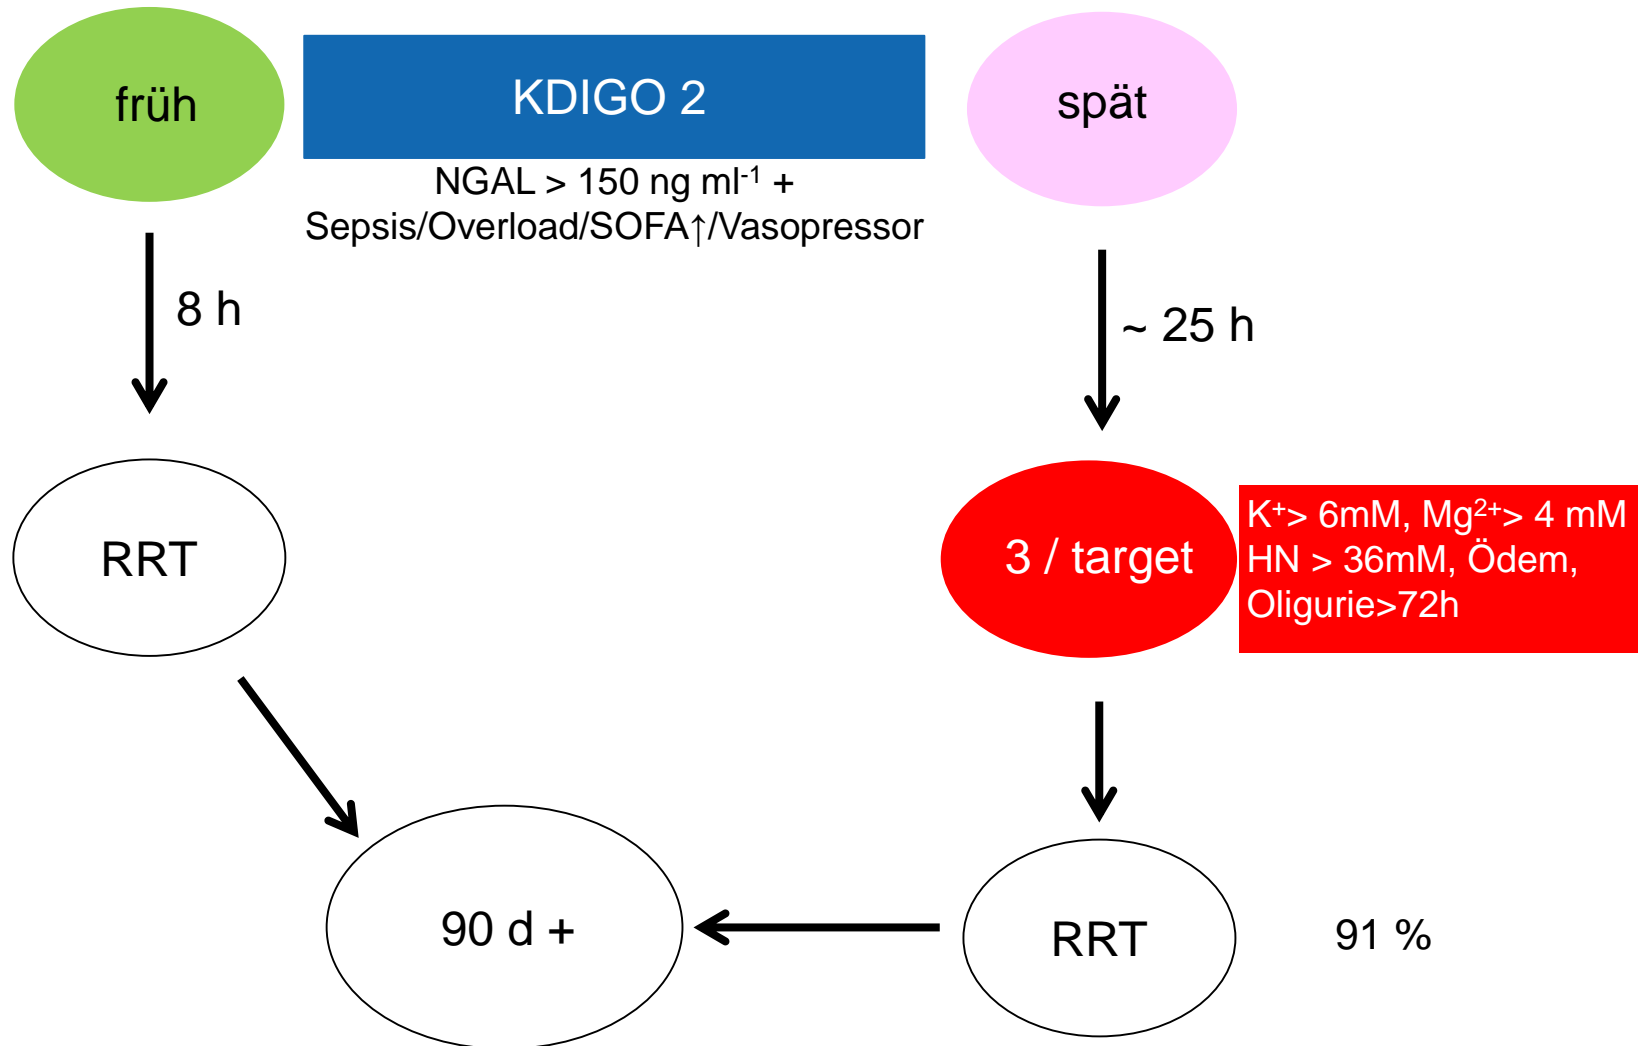 früh
KDIGO 2
spät
NGAL > 150 ng ml⁻¹ +
Sepsis/Overload/SOFA↑/Vasopressor
8 h
~ 25 h
RRT
3 / target
K⁺> 6mM, Mg²⁺> 4 mM
HN > 36mM, Ödem,
Oligurie>72h
90 d +
RRT
91 %